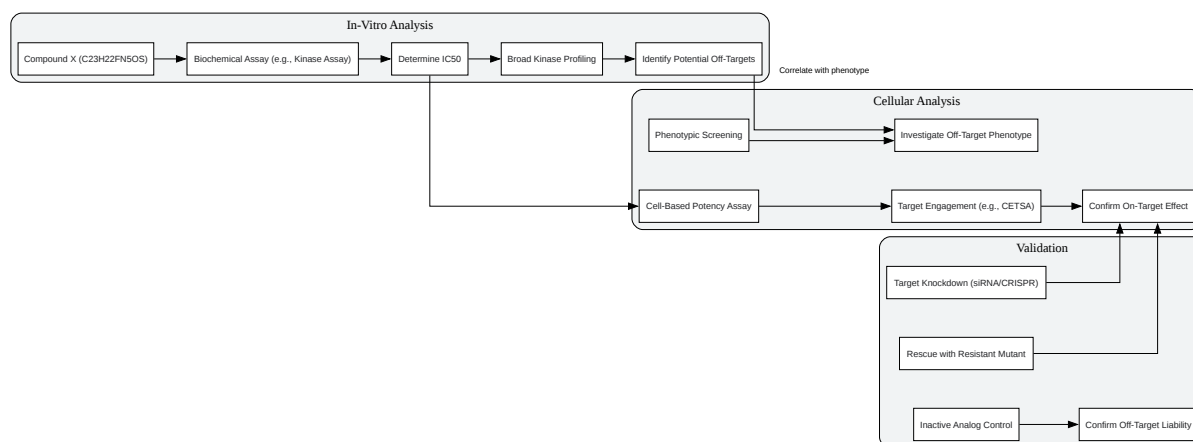 In-Vitro Analysis
Compound X (C23H22FN5OS)
Biochemical Assay (e.g., Kinase Assay)
Determine IC50
Broad Kinase Profiling
Identify Potential Off-Targets
Correlate with phenotype
Cellular Analysis
Phenotypic Screening
Investigate Off-Target Phenotype
Cell-Based Potency Assay
Target Engagement (e.g., CETSA)
Confirm On-Target Effect
Validation
Target Knockdown (siRNA/CRISPR)
Rescue with Resistant Mutant
Inactive Analog Control
Confirm Off-Target Liability